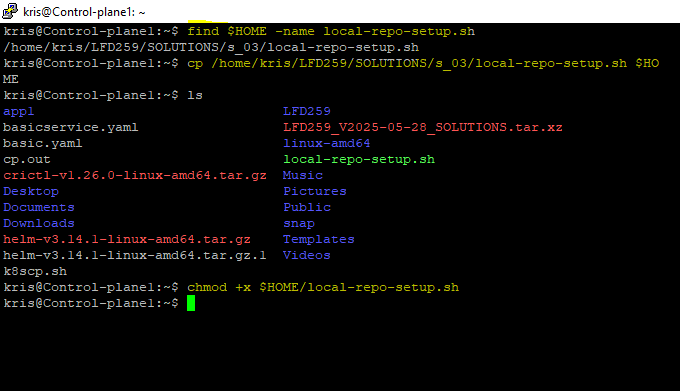 kris@Control-plane1: ~
kris@Control-plane1:~$ find $HOME -name local-repo-setup.sh
/home/kris/LFD259/SOLUTIONS/s_03/local-repo-setup.sh
kris@Control-plane1:~$ cp /home/kris/LFD259/SOLUTIONS/s_03/local-repo-setup.sh $HO
ME
kris@Control-plane1:~$ ls
app1 LFD259
basicservice.yaml LFD259_V2025-05-28_SOLUTIONS.tar.xz
basic.yaml linux-amd64
cp.out local-repo-setup.sh
crictl-v1.26.0-linux-amd64.tar.gz Music
Desktop Pictures
Documents Public
Downloads snap
helm-v3.14.1-linux-amd64.tar.gz Templates
helm-v3.14.1-linux-amd64.tar.gz.1 Videos
k8scp.sh
kris@Control-plane1:~$ chmod +x $HOME/local-repo-setup.sh
kris@Control-plane1:~$